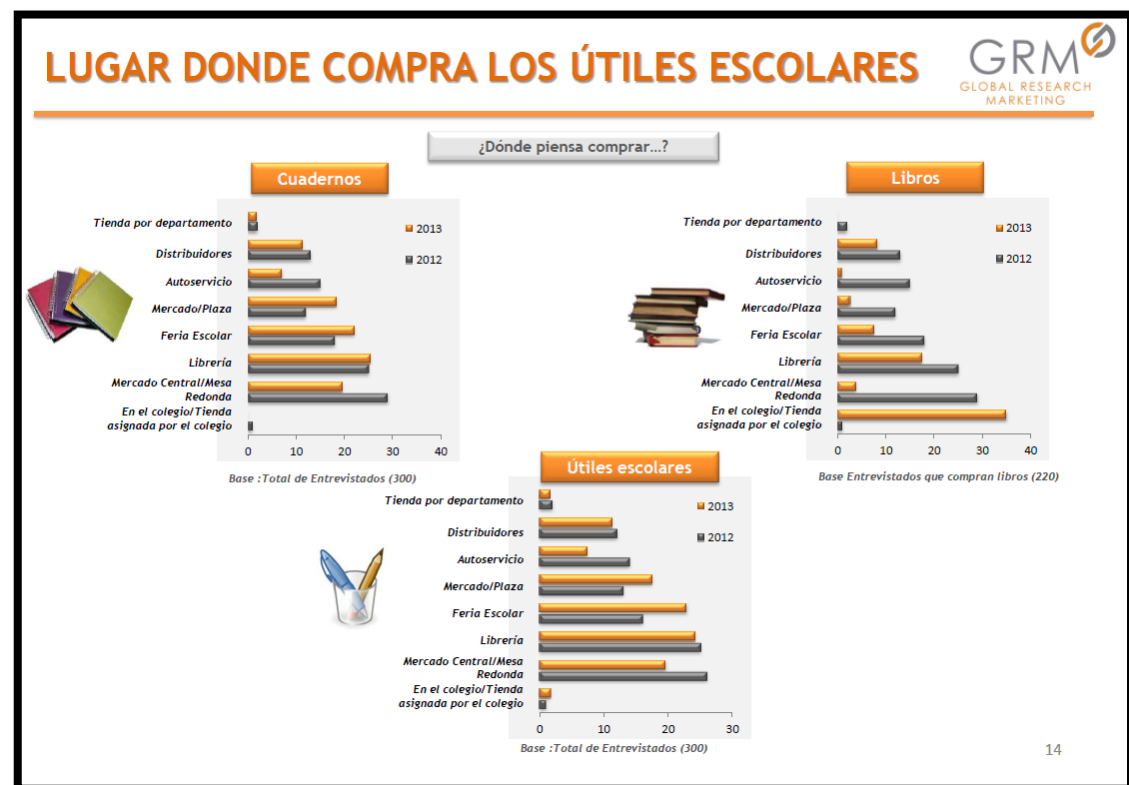 LUGAR DONDE COMPRA LOS ÚTILES ESCOLARES
GRM
GLOBAL RESEARCH
MARKETING
¿Dónde piensa comprar...?
Cuadernos
Tienda por departamento
Distribuidores
Autoservicio
Mercado/Plaza
Feria Escolar
Librería
Mercado Central/Mesa
Redonda
En el colegio/Tienda
asignada por el colegio
2013
2012
0 10 20 30 40
Base :Total de Entrevistados (300)
Libros
Tienda por departamento
Distribuidores
Autoservicio
Mercado/Plaza
Feria Escolar
Librería
Mercado Central/Mesa
Redonda
En el colegio/Tienda
asignada por el colegio
2013
2012
0 10 20 30 40
Base Entrevistados que compran libros (220)
Útiles escolares
Tienda por departamento
Distribuidores
Autoservicio
Mercado/Plaza
Feria Escolar
Librería
Mercado Central/Mesa
Redonda
En el colegio/Tienda
asignada por el colegio
2013
2012
0 10 20 30
Base :Total de Entrevistados (300)
14